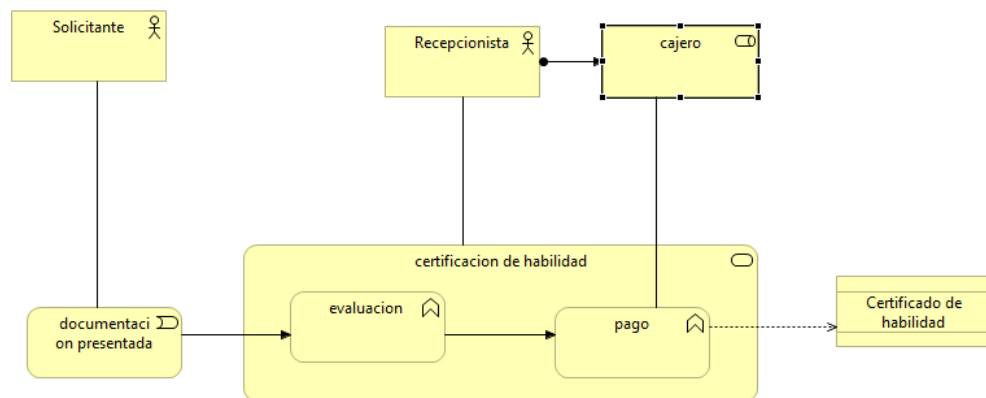 Solicitante
Recepcionista
cajero
certificacion de habilidad
evaluacion
documentaci
on presentada
pago
Certificado de
habilidad